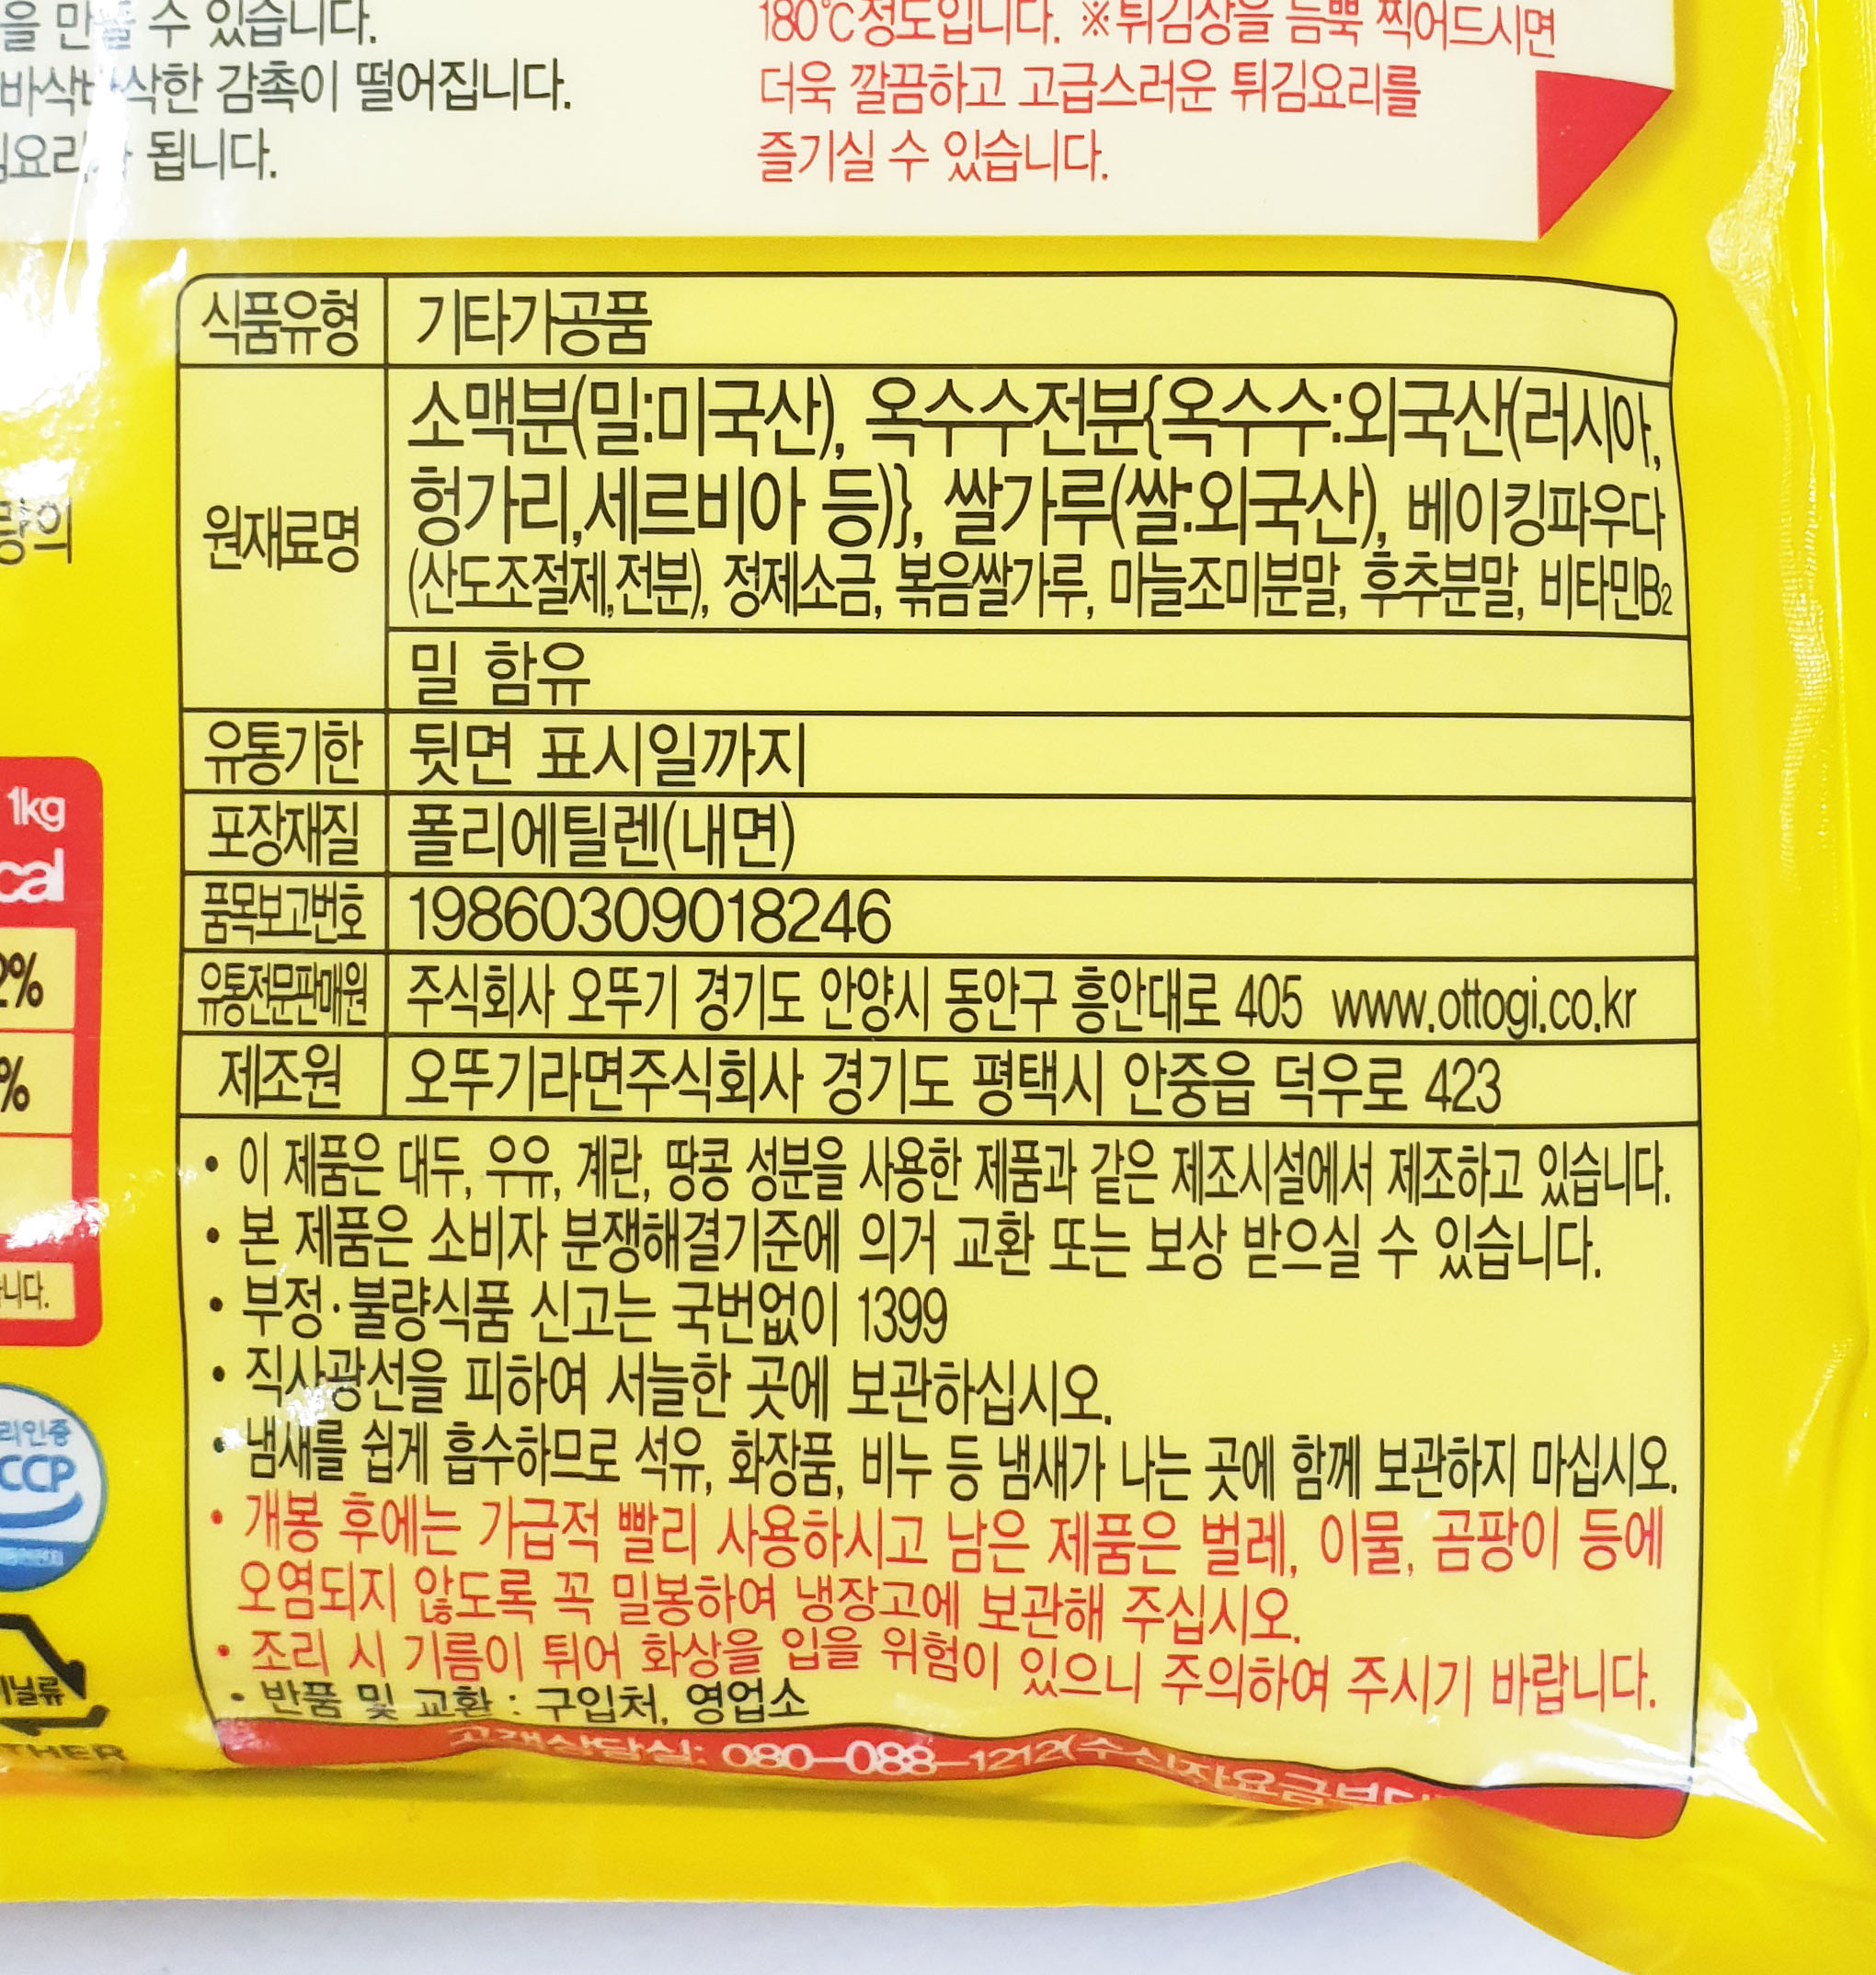 을 만들 수 있습니다.
바삭바삭한 감촉이 떨어집니다.
됩니다.
180℃정도입니다. ※튀김장을 듬뿍 찍어드시면
더욱 깔끔하고 고급스러운 튀김요리를
즐기실 수 있습니다.
식품유형 기타가공품
원재료명
소맥분(밀:미국산), 옥수수전분{옥수수:외국산(러시아,
헝가리,세르비아 등)}, 쌀가루(쌀:외국산), 베이킹파우다
(산도조절제,전분), 정제소금, 볶음쌀가루, 마늘조미분말, 후추분말, 비타민B2
밀 함유
유통기한 뒷면 표시일까지
포장재질 폴리에틸렌(내면)
품목보고번호 19860309018246
유통전문판매원 주식회사 오뚜기 경기도 안양시 동안구 흥안대로 405 www.ottogi.co.kr
제조원 오뚜기라면주식회사 경기도 평택시 안중읍 덕우로 423
• 이 제품은 대두, 우유, 계란, 땅콩 성분을 사용한 제품과 같은 제조시설에서 제조하고 있습니다.
• 본 제품은 소비자 분쟁해결기준에 의거 교환 또는 보상 받으실 수 있습니다.
• 부정·불량식품 신고는 국번없이 1399
• 직사광선을 피하여 서늘한 곳에 보관하십시오.
• 냄새를 쉽게 흡수하므로 석유, 화장품, 비누 등 냄새가 나는 곳에 함께 보관하지 마십시오.
• 개봉 후에는 가급적 빨리 사용하시고 남은 제품은 벌레, 이물, 곰팡이 등에
오염되지 않도록 꼭 밀봉하여 냉장고에 보관해 주십시오.
• 조리 시 기름이 튀어 화상을 입을 위험이 있으니 주의하여 주시기 바랍니다.
• 반품 및 교환 : 구입처, 영업소
고객상담실: 080-088-1212(수신자요금부담
1kg
cal
2%
%
니다.
리인증
CCP
THER